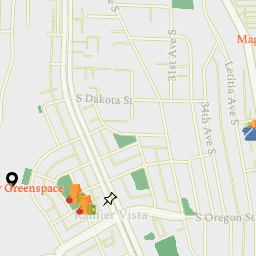 Mag
31st Ave S
Letitia Ave S
S Dakota St
34th Ave S
Greenspace
Rainier Vista
S Oregon St